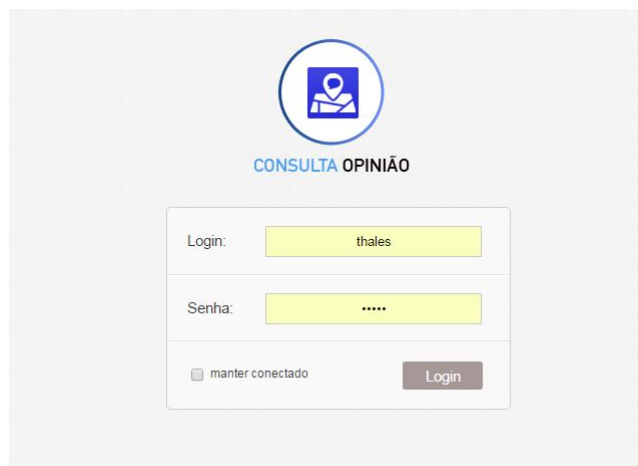 CONSULTA OPINIÃO
Login: thales
Senha: •••••
manter conectado Login